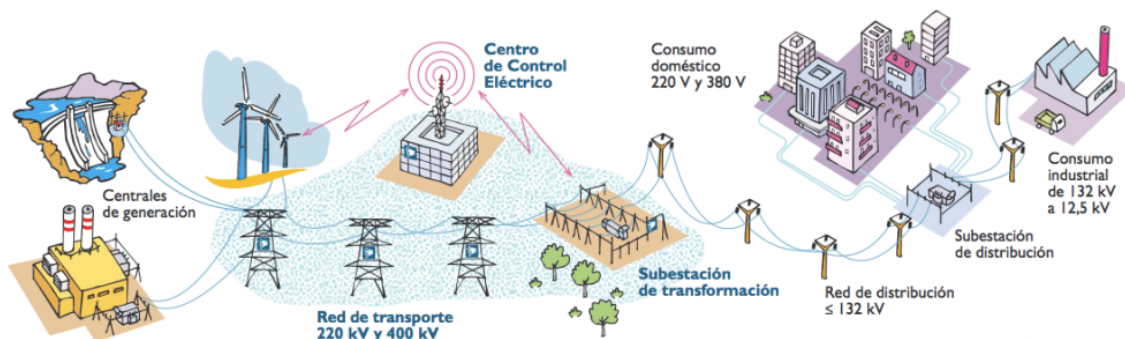 Centro
de Control
Eléctrico
Consumo
doméstico
220 V y 380 V
Centrales
de generación
Consumo
industrial
de 132 kV
a 12,5 kV
Subestación
de distribución
Subestación
de transformación
Red de distribución
≤ 132 kV
Red de transporte
220 kV y 400 kV